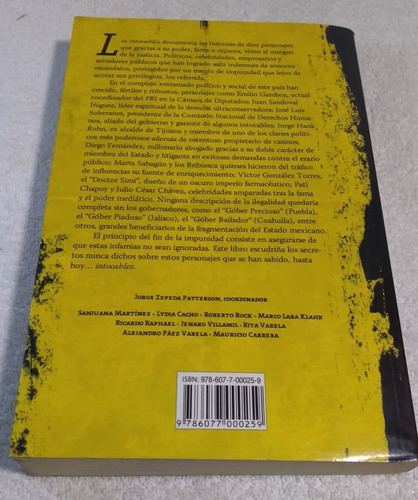 Los intocables documenta las historias de diez personajes
que gracias a su poder, fama o riqueza, viven al margen
de la justicia. Políticos, celebridades, empresarios y
servidores públicos que han logrado salir indemnes de sonoros
escándalos, protegidos por un manto de impunidad que lejos de
acotar sus privilegios, los refrenda.
En el complejo entramado político y social de este país han
crecido, fértiles y robustos, personajes como Emilio Gamboa, actual
coordinador del PRI en la Cámara de Diputados; Juan Sandoval
Íñiguez, líder espiritual de la derecha ultraconservadora; José Luis
Soberanes, presidente de la Comisión Nacional de Derechos Huma-
nos, aliado del gobierno y garante de algunos intocables; Jorge Hank
Rohn, ex alcalde de Tijuana y miembro de uno de los clanes políti-
cos más poderosos además de ostentoso propietario de casinos;
Diego Fernández, millonario abogado gracias a su doble carácter de
miembro del Estado y litigante en exitosas demandas contra el erario
público; Marta Sahagún y los Bribiesca quienes hicieron del tráfico
de influencias su fuente de enriquecimiento; Víctor González Torres,
el "Doctor Simi", dueño de un oscuro imperio farmacéutico; Pati
Chapoy y Julio César Chávez, celebridades amparadas tras la fama
y el poder mediático. Ninguna descripción de la ilegalidad quedaría
completa sin los gobernadores, como el "Góber Precioso" (Puebla),
el "Góber Piadoso" (Jalisco), el "Góber Bailador" (Coahuila), entre
otros, grandes beneficiarios de la fragmentación del Estado mexicano.
El principio del fin de la impunidad consiste en asegurarse de
que estas infamias no sean ignoradas. Este libro escudriña los secre-
tos nunca dichos sobre estos personajes que se han sabido, hasta
hoy... intocables.
Jorge Zepeda Patterson, coordinador
Sanjuana Martínez • Lydia Cacho • Roberto Rock • Marco Lara Klahr
Ricardo Raphael • Jenaro Villamil • Rita Varela
Alejandro Páez Varela • Mauricio Carrera
ISBN: 978-607-7-00025-9
9 786077 000259